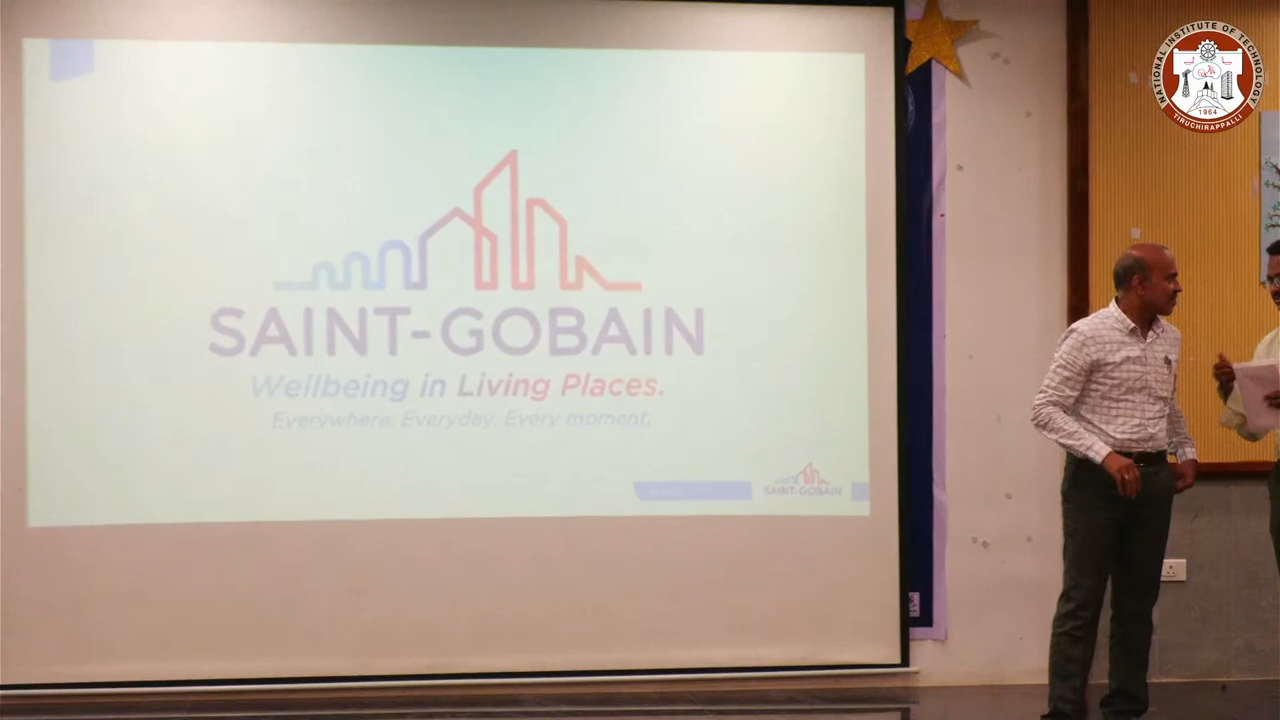 SAINT-GOBAIN
Wellbeing in Living Places.
Everywhere. Everyday. Every moment.
SAINT-GOBAIN
NATIONAL INSTITUTE OF TECHNOLOGY
1964
TIRUCHIRAPPALLI